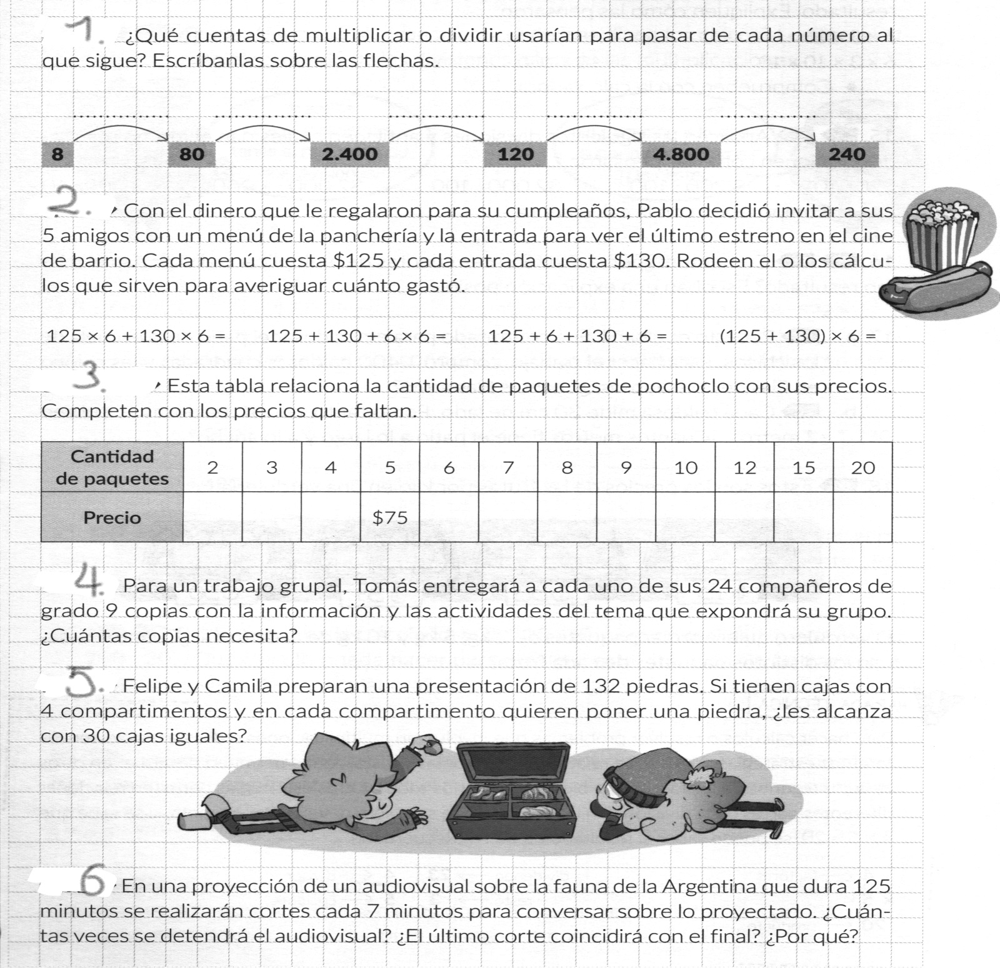 1. ¿Qué cuentas de multiplicar o dividir usarían para pasar de cada número al
que sigue? Escríbanlas sobre las flechas.
8 80 2.400 120 4.800 240
2. Con el dinero que le regalaron para su cumpleaños, Pablo decidió invitar a sus
5 amigos con un menú de la panchería y la entrada para ver el último estreno en el cine
de barrio. Cada menú cuesta $125 y cada entrada cuesta $130. Rodeen el o los cálcu-
los que sirven para averiguar cuánto gastó.
125 × 6 + 130 × 6 = 125 + 130 + 6 × 6 = 125 + 6 + 130 + 6 = (125 + 130) × 6 =
3. Esta tabla relaciona la cantidad de paquetes de pochoclo con sus precios.
Completen con los precios que faltan.
Cantidad
de paquetes 2 3 4 5 6 7 8 9 10 12 15 20
Precio $75
4. Para un trabajo grupal, Tomás entregará a cada uno de sus 24 compañeros de
grado 9 copias con la información y las actividades del tema que expondrá su grupo.
¿Cuántas copias necesita?
5. Felipe y Camila preparan una presentación de 132 piedras. Si tienen cajas con
4 compartimentos y en cada compartimento quieren poner una piedra, ¿les alcanza
con 30 cajas iguales?
6 En una proyección de un audiovisual sobre la fauna de la Argentina que dura 125
minutos se realizarán cortes cada 7 minutos para conversar sobre lo proyectado. ¿Cuán-
tas veces se detendrá el audiovisual? ¿El último corte coincidirá con el final? ¿Por qué?